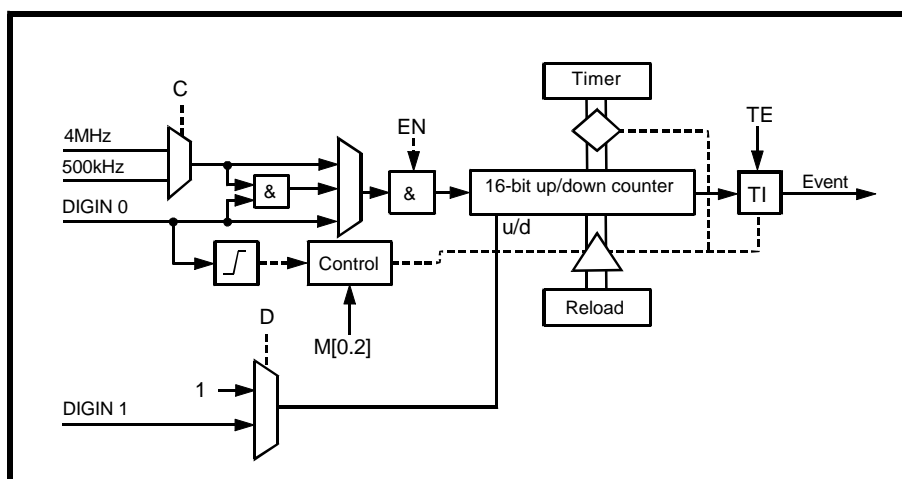 Timer
C
EN
TE
4MHz
500kHz
&
&
16-bit up/down counter
TI
Event
DIGIN 0
u/d
Control
Reload
D
M[0.2]
1
DIGIN 1